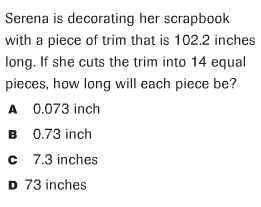 Serena is decorating her scrapbook
with a piece of trim that is 102.2 inches
long. If she cuts the trim into 14 equal
pieces, how long will each piece be?
A 0.073 inch
B 0.73 inch
C 7.3 inches
D 73 inches